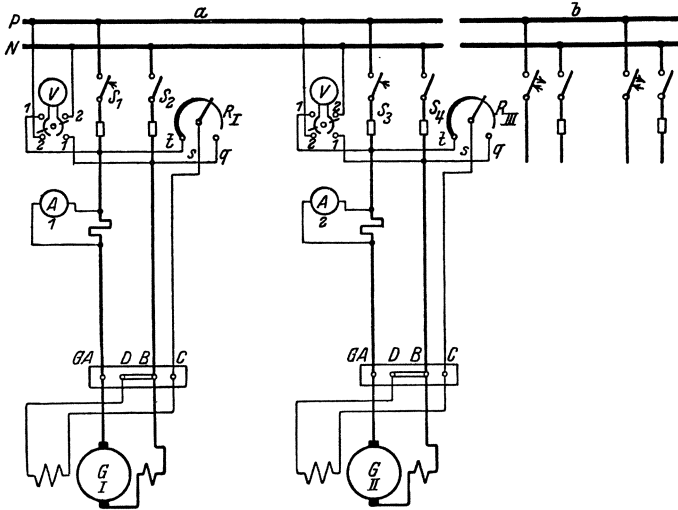 P a b
N
V V
1 2 S1 S2 RI 1 2 S3 S4 RIII
2 1 t s q 2 1 t s q
A A
1 2
GA D B C GA D B C
G G
I II